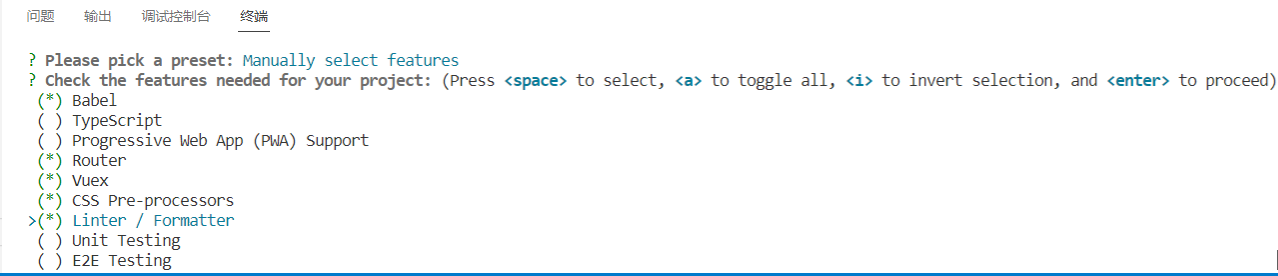 问题 输出 调试控制台 终端
? Please pick a preset: Manually select features
? Check the features needed for your project: (Press <space> to select, <a> to toggle all, <i> to invert selection, and <enter> to proceed)
(*) Babel
( ) TypeScript
( ) Progressive Web App (PWA) Support
(*) Router
(*) Vuex
(*) CSS Pre-processors
>(*) Linter / Formatter
( ) Unit Testing
( ) E2E Testing